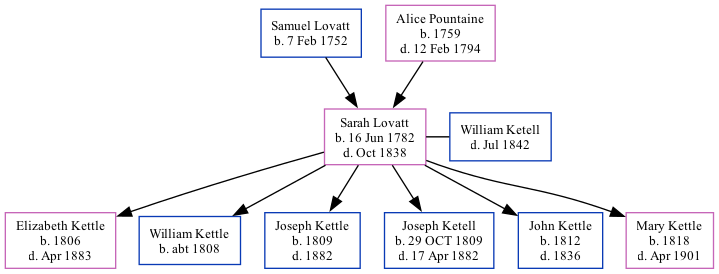 Samuel Lovatt
b. 7 Feb 1752
Alice Pountaine
b. 1759
d. 12 Feb 1794
Sarah Lovatt
b. 16 Jun 1782
d. Oct 1838
William Ketell
d. Jul 1842
Elizabeth Kettle
b. 1806
d. Apr 1883
William Kettle
b. abt 1808
Joseph Kettle
b. 1809
d. 1882
Joseph Ketell
b. 29 OCT 1809
d. 17 Apr 1882
John Kettle
b. 1812
d. 1836
Mary Kettle
b. 1818
d. Apr 1901